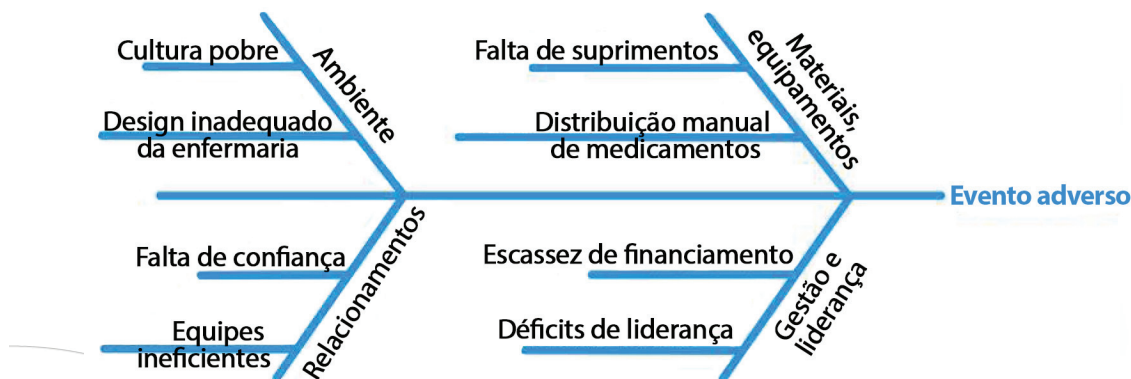 Cultura pobre
Ambiente
Design inadequado
da enfermaria
Falta de suprimentos
Materiais,
equipamentos
Distribuição manual
de medicamentos
Evento adverso
Falta de confiança
Relacionamentos
Equipes
ineficientes
Escassez de financiamento
Gestão e
liderança
Déficits de liderança